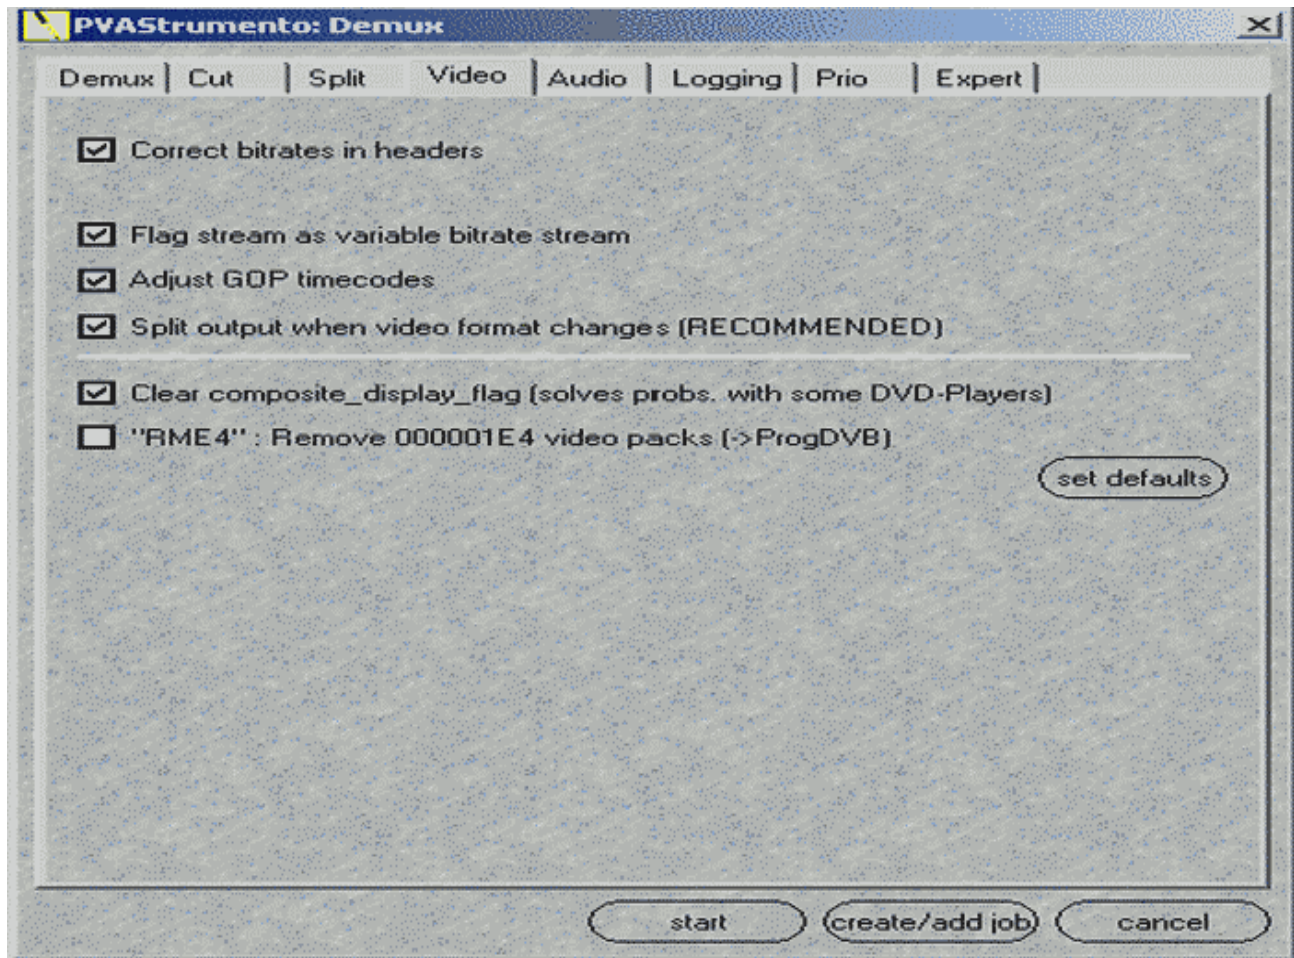 PVAStrumento: Demux
Demux Cut Split Video Audio Logging Prio Expert
Correct bitrates in headers
Flag stream as variable bitrate stream
Adjust GOP timecodes
Split output when video format changes (RECOMMENDED)
Clear composite_display_flag (solves probs. with some DVD-Players)
"RME4" : Remove 000001E4 video packs (->ProgDVB)
set defaults
start create/add job cancel